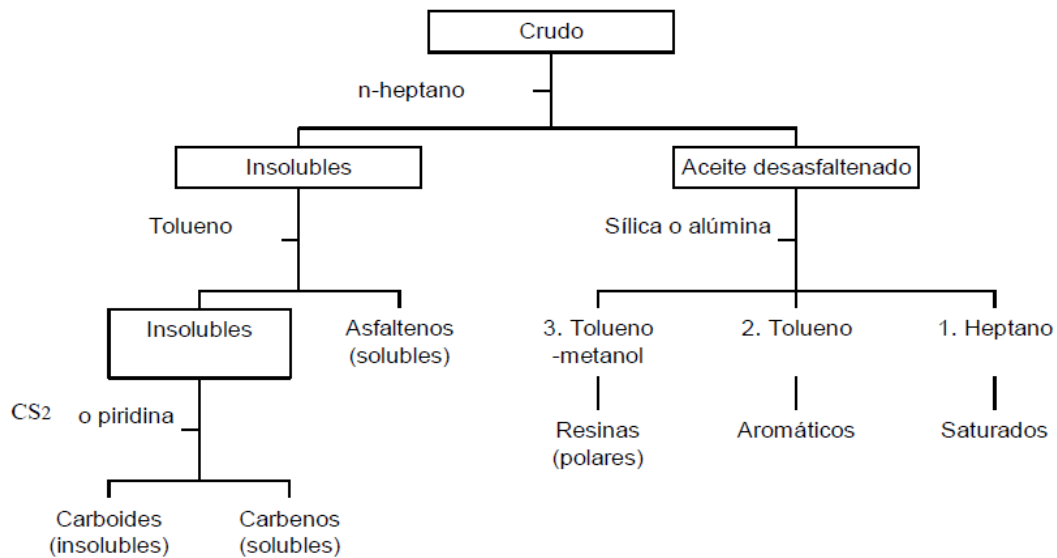 Crudo
n-heptano
Insolubles
Aceite desasfaltenado
Tolueno
Sílica o alúmina
Insolubles
Asfaltenos
(solubles)
3. Tolueno
-metanol
2. Tolueno
1. Heptano
CS2 o piridina
Resinas
(polares)
Aromáticos
Saturados
Carboides
(insolubles)
Carbenos
(solubles)